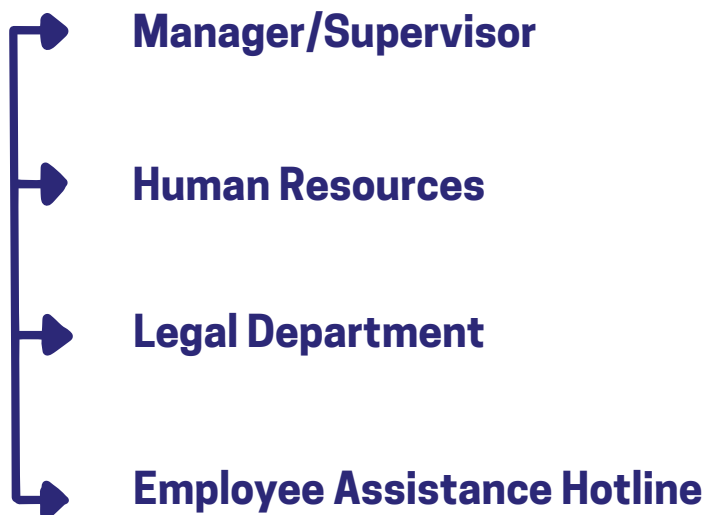 Manager/Supervisor
Human Resources
Legal Department
Employee Assistance Hotline